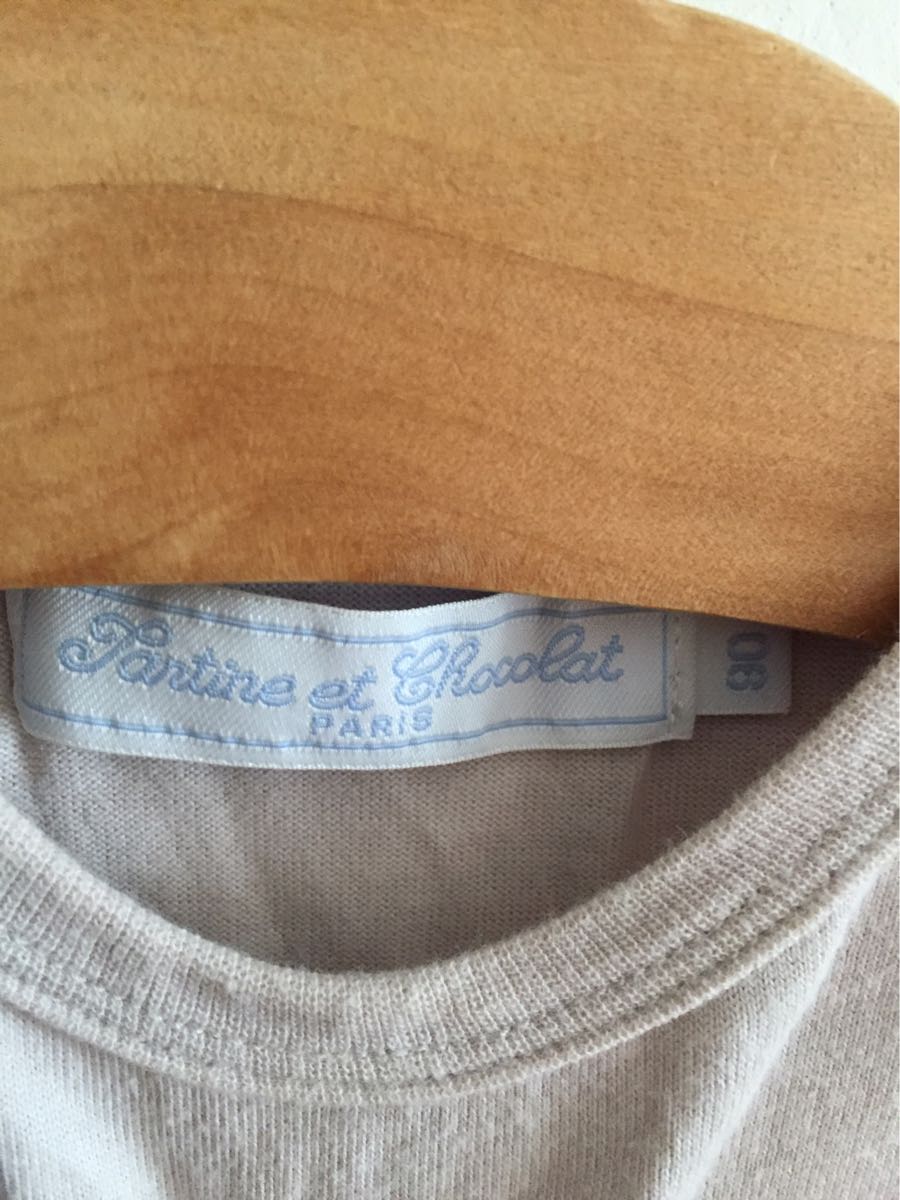 Tartine et Chocolat
PARIS
80